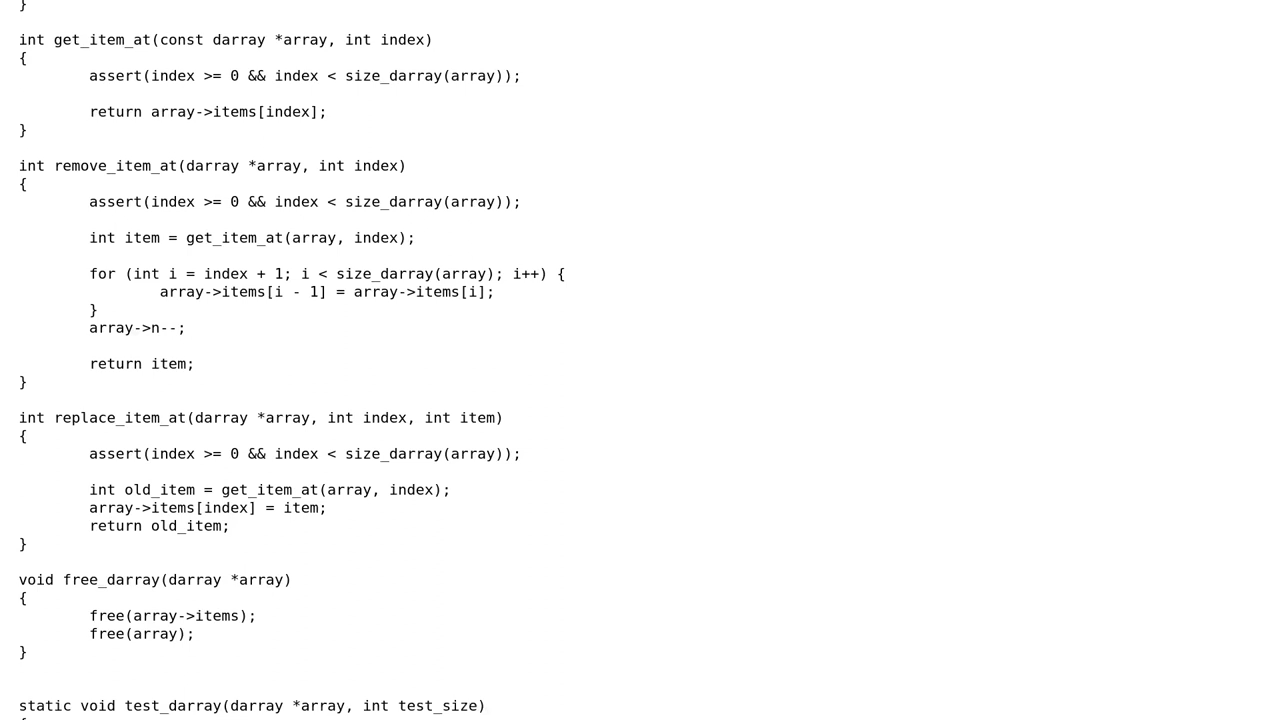 }

int get_item_at(const darray *array, int index)
{
        assert(index >= 0 && index < size_darray(array));

        return array->items[index];
}

int remove_item_at(darray *array, int index)
{
        assert(index >= 0 && index < size_darray(array));

        int item = get_item_at(array, index);

        for (int i = index + 1; i < size_darray(array); i++) {
                array->items[i - 1] = array->items[i];
        }
        array->n--;

        return item;
}

int replace_item_at(darray *array, int index, int item)
{
        assert(index >= 0 && index < size_darray(array));

        int old_item = get_item_at(array, index);
        array->items[index] = item;
        return old_item;
}

void free_darray(darray *array)
{
        free(array->items);
        free(array);
}


static void test_darray(darray *array, int test_size)
{